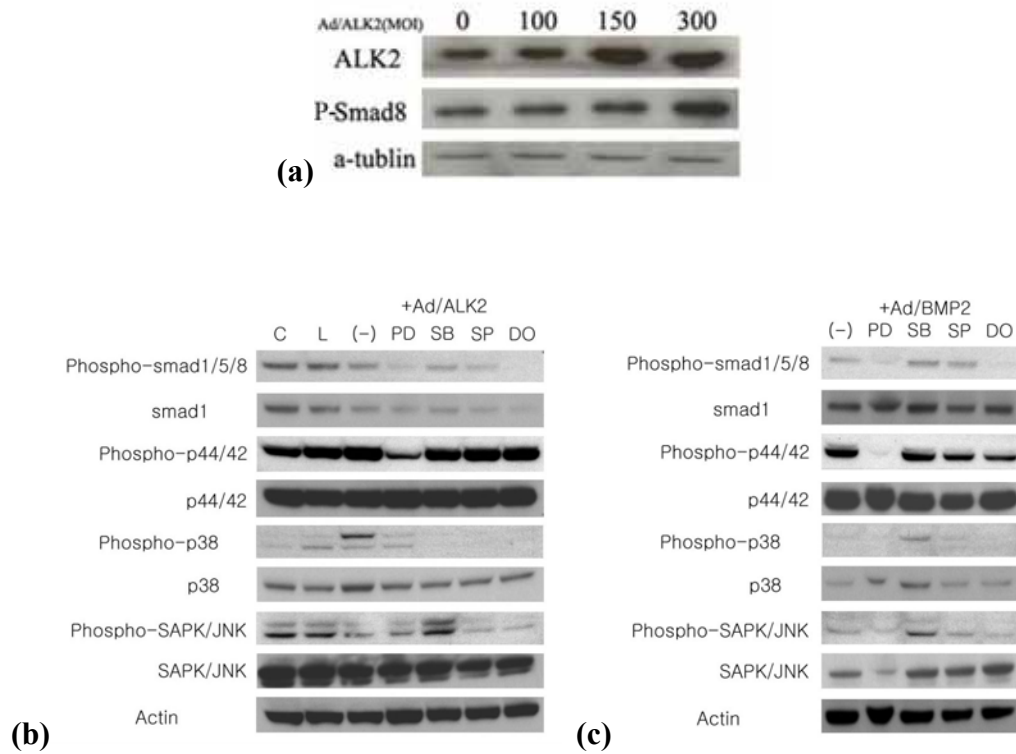 Ad/ALK2(MOI) 0 100 150 300
ALK2
P-Smad8
a-tublin
(a)
+Ad/ALK2
C L (-) PD SB SP DO
Phospho-smad1/5/8
smad1
Phospho-p44/42
p44/42
Phospho-p38
p38
Phospho-SAPK/JNK
SAPK/JNK
Actin
(b)
+Ad/BMP2
(-) PD SB SP DO
Phospho-smad1/5/8
smad1
Phospho-p44/42
p44/42
Phospho-p38
p38
Phospho-SAPK/JNK
SAPK/JNK
Actin
(c)